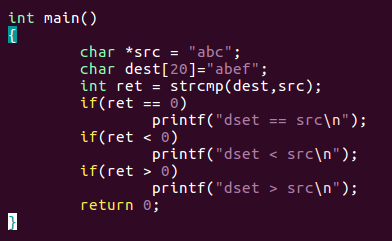 int main()
{
        char *src = "abc";
        char dest[20]="abef";
        int ret = strcmp(dest,src);
        if(ret == 0)
                printf("dset == src\n");
        if(ret < 0)
                printf("dset < src\n");
        if(ret > 0)
                printf("dset > src\n");
        return 0;
}